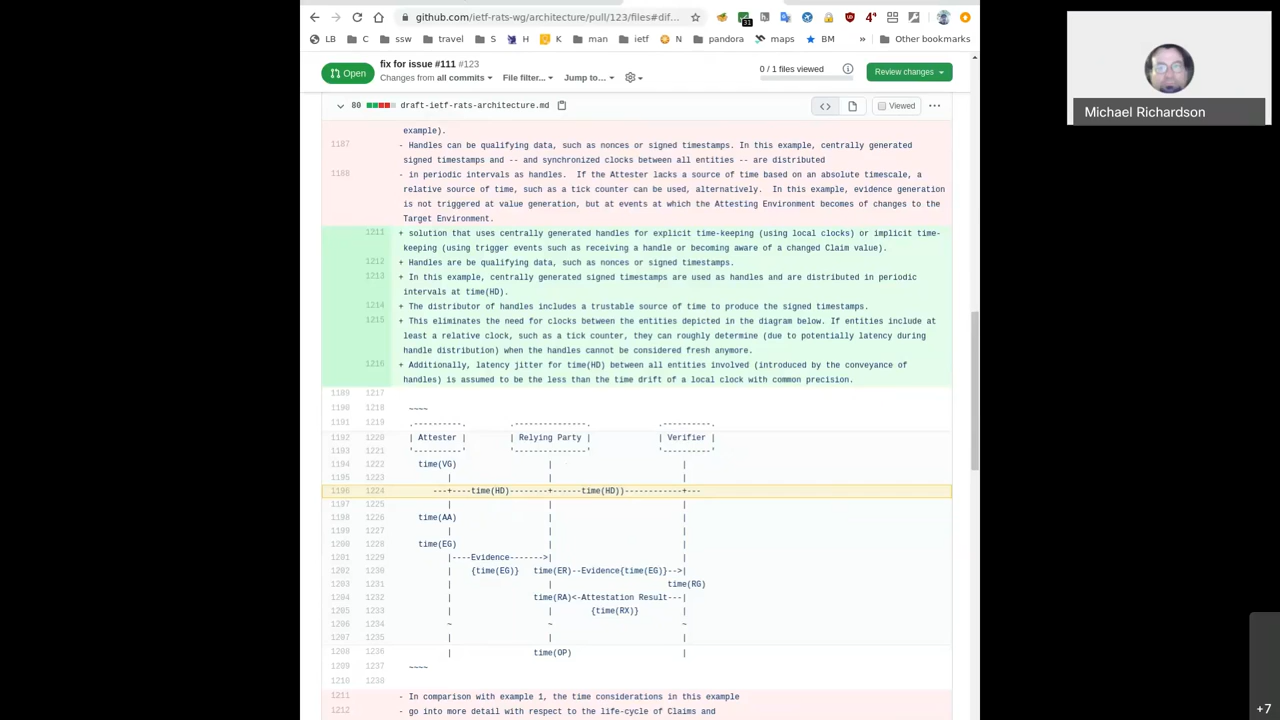 github.com/ietf-rats-wg/architecture/pull/123/files#dif...
31
4+
LB C ssw travel S H K man ietf N pandora maps BM » Other bookmarks
Open
fix for issue #111 #123
Changes from all commits File filter... Jump to...
0 / 1 files viewed
Review changes
80 draft-ietf-rats-architecture.md
Viewed
example).
1187 - Handles can be qualifying data, such as nonces or signed timestamps. In this example, centrally generated
signed timestamps and -- and synchronized clocks between all entities -- are distributed
1188 - in periodic intervals as handles. If the Attester lacks a source of time based on an absolute timescale, a
relative source of time, such as a tick counter can be used, alternatively. In this example, evidence generation
is not triggered at value generation, but at events at which the Attesting Environment becomes of changes to the
Target Environment.
1211 + solution that uses centrally generated handles for explicit time-keeping (using local clocks) or implicit time-
keeping (using trigger events such as receiving a handle or becoming aware of a changed Claim value).
1212 + Handles are be qualifying data, such as nonces or signed timestamps.
1213 + In this example, centrally generated signed timestamps are used as handles and are distributed in periodic
intervals at time(HD).
1214 + The distributor of handles includes a trustable source of time to produce the signed timestamps.
1215 + This eliminates the need for clocks between the entities depicted in the diagram below. If entities include at
least a relative clock, such as a tick counter, they can roughly determine (due to potentially latency during
handle distribution) when the handles cannot be considered fresh anymore.
1216 + Additionally, latency jitter for time(HD) between all entities involved (introduced by the conveyance of
handles) is assumed to be the less than the time drift of a local clock with common precision.
1189 1217
1190 1218 ~~~~
1191 1219 .----------. .---------------. .----------.
1192 1220 | Attester | | Relying Party | | Verifier |
1193 1221 '----------' '---------------' '----------'
1194 1222 time(VG) | |
1195 1223 | | |
1196 1224 ---+----time(HD)--------+------time(HD))------------+---
1197 1225 | | |
1198 1226 time(AA) | |
1199 1227 | | |
1200 1228 time(EG) | |
1201 1229 |----Evidence------->| |
1202 1230 | {time(EG)} time(ER)--Evidence{time(EG)}-->|
1203 1231 | | time(RG)
1204 1232 | time(RA)<-Attestation Result---|
1205 1233 | | {time(RX)} |
1206 1234 ~ ~ ~
1207 1235 | | |
1208 1236 | time(OP) |
1209 1237 ~~~~
1210 1238
1211 - In comparison with example 1, the time considerations in this example
1212 - go into more detail with respect to the life-cycle of Claims and
Michael Richardson
+7